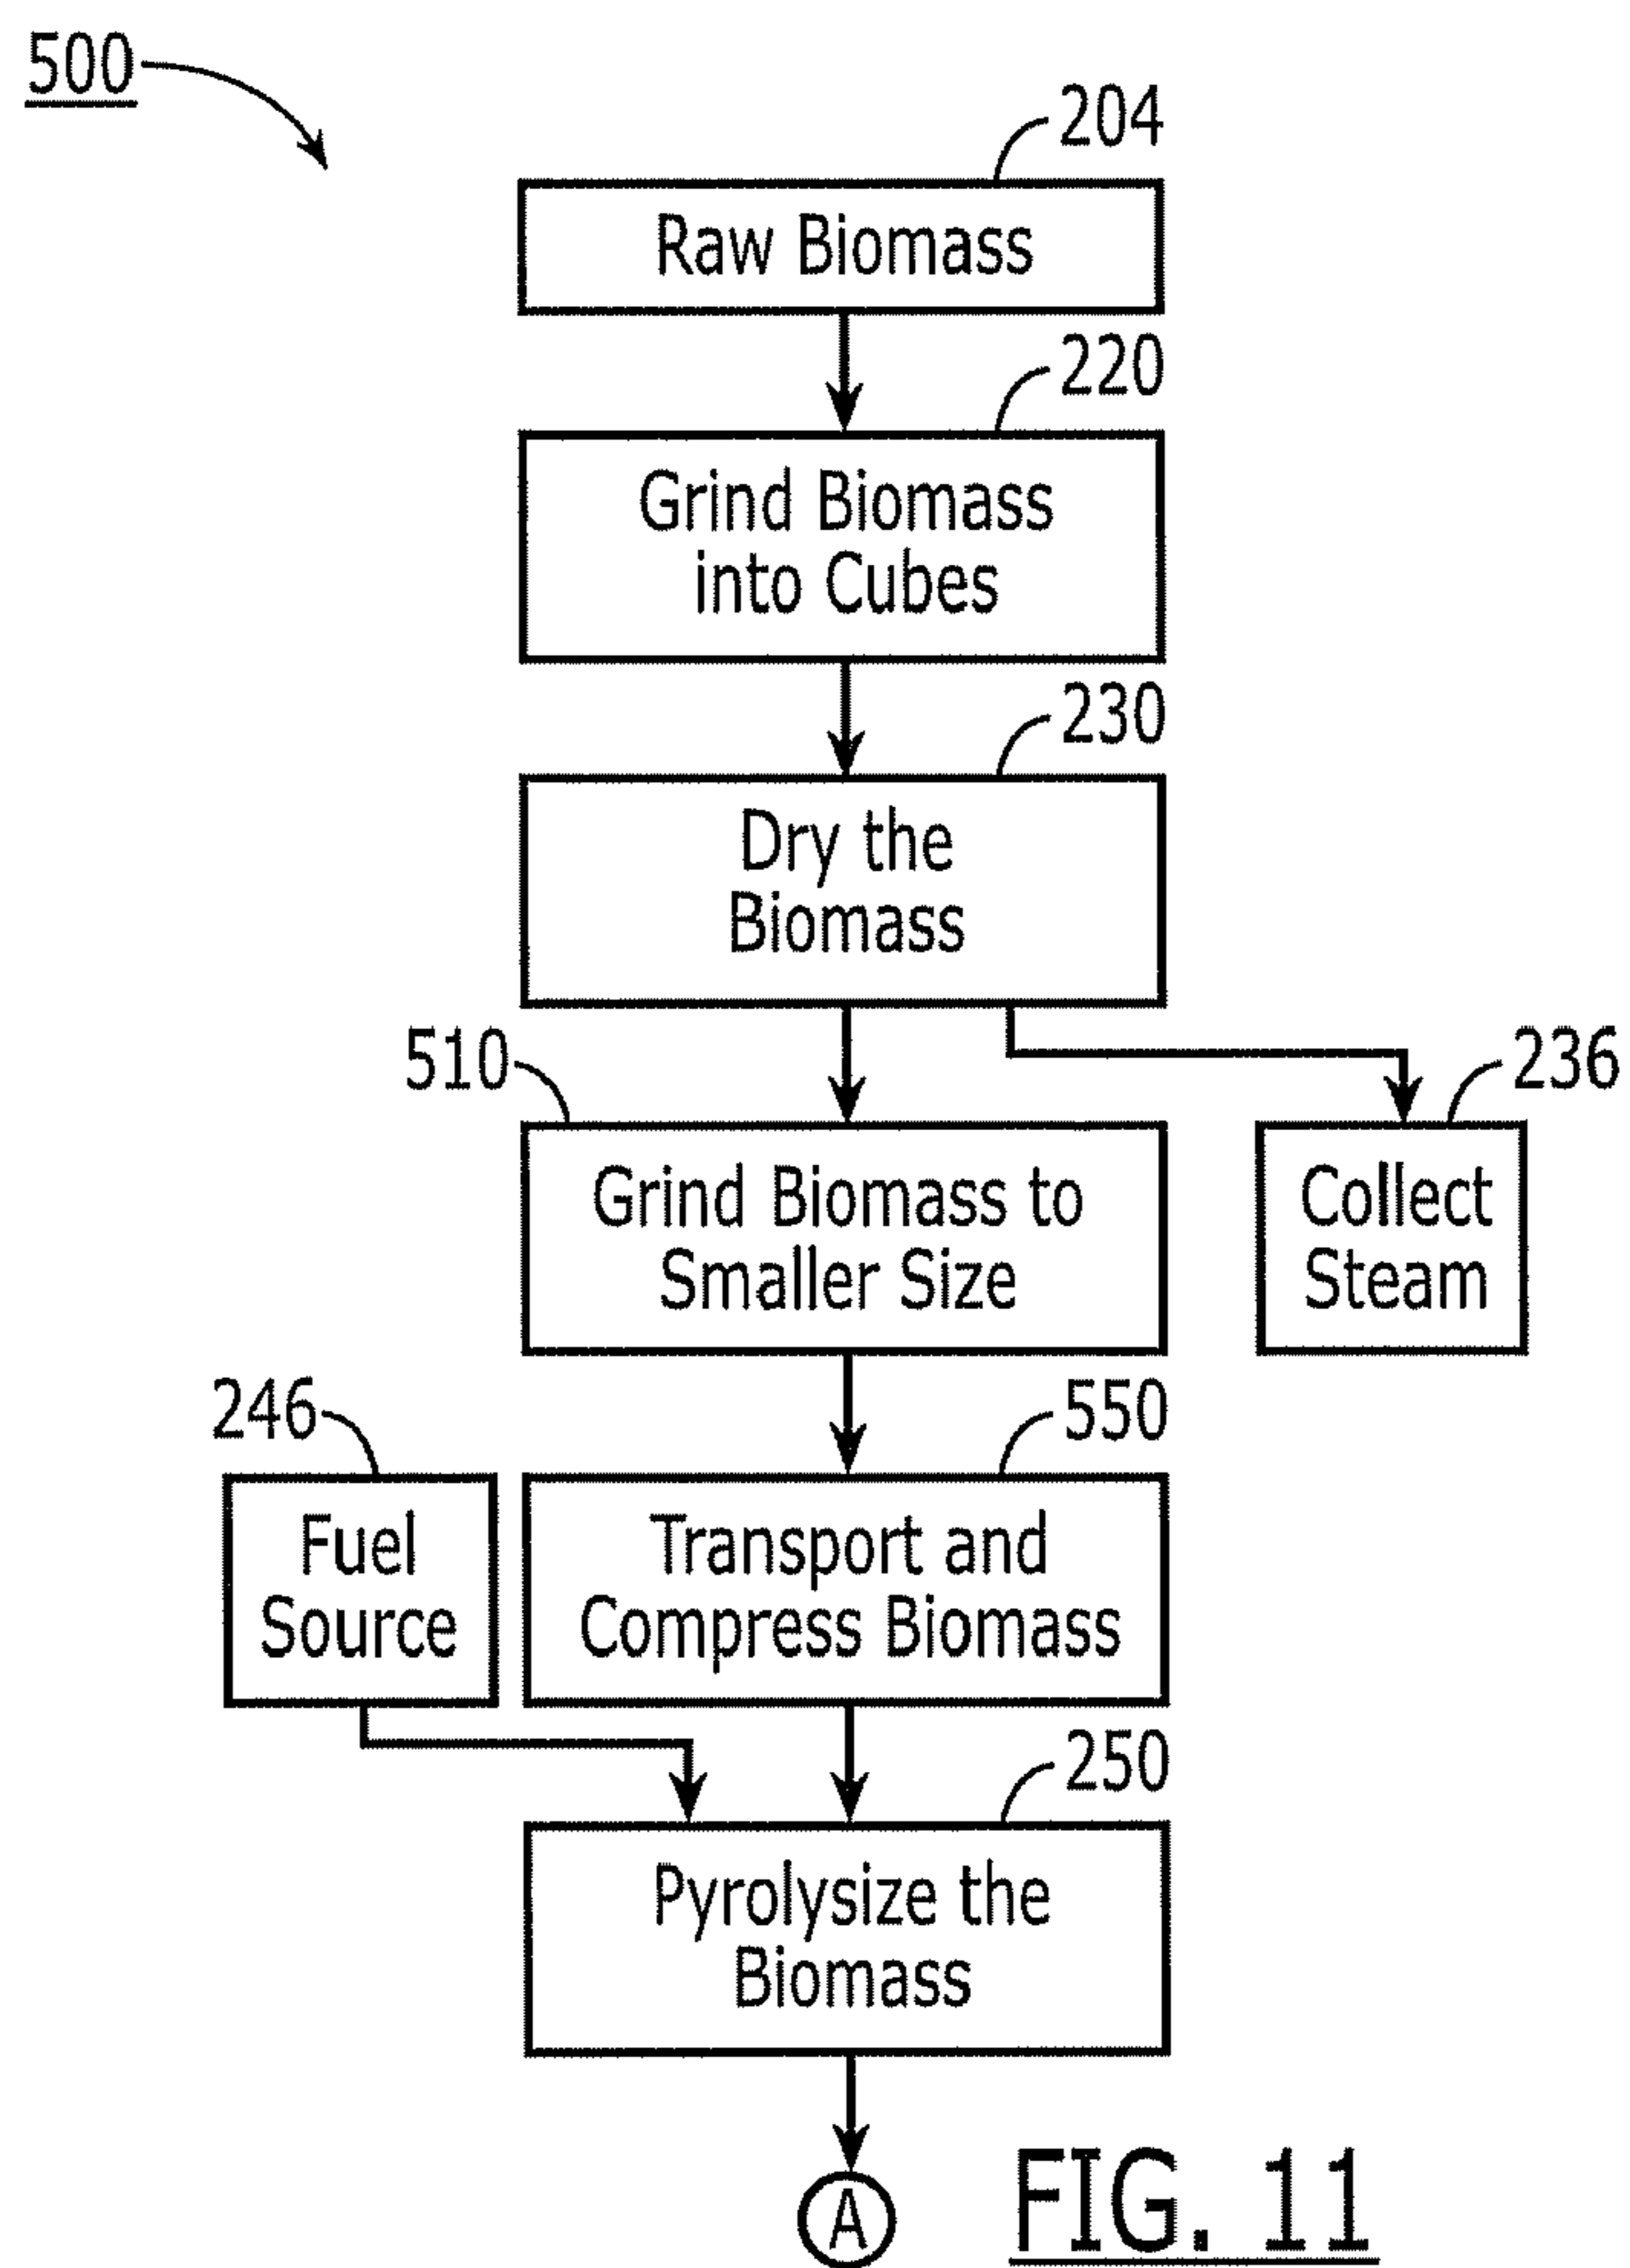 500
204
Raw Biomass
220
Grind Biomass
into Cubes
230
Dry the
Biomass
510
236
Grind Biomass to
Smaller Size
Collect
Steam
246
550
Fuel
Source
Transport and
Compress Biomass
250
Pyrolysize the
Biomass
A
FIG. 11